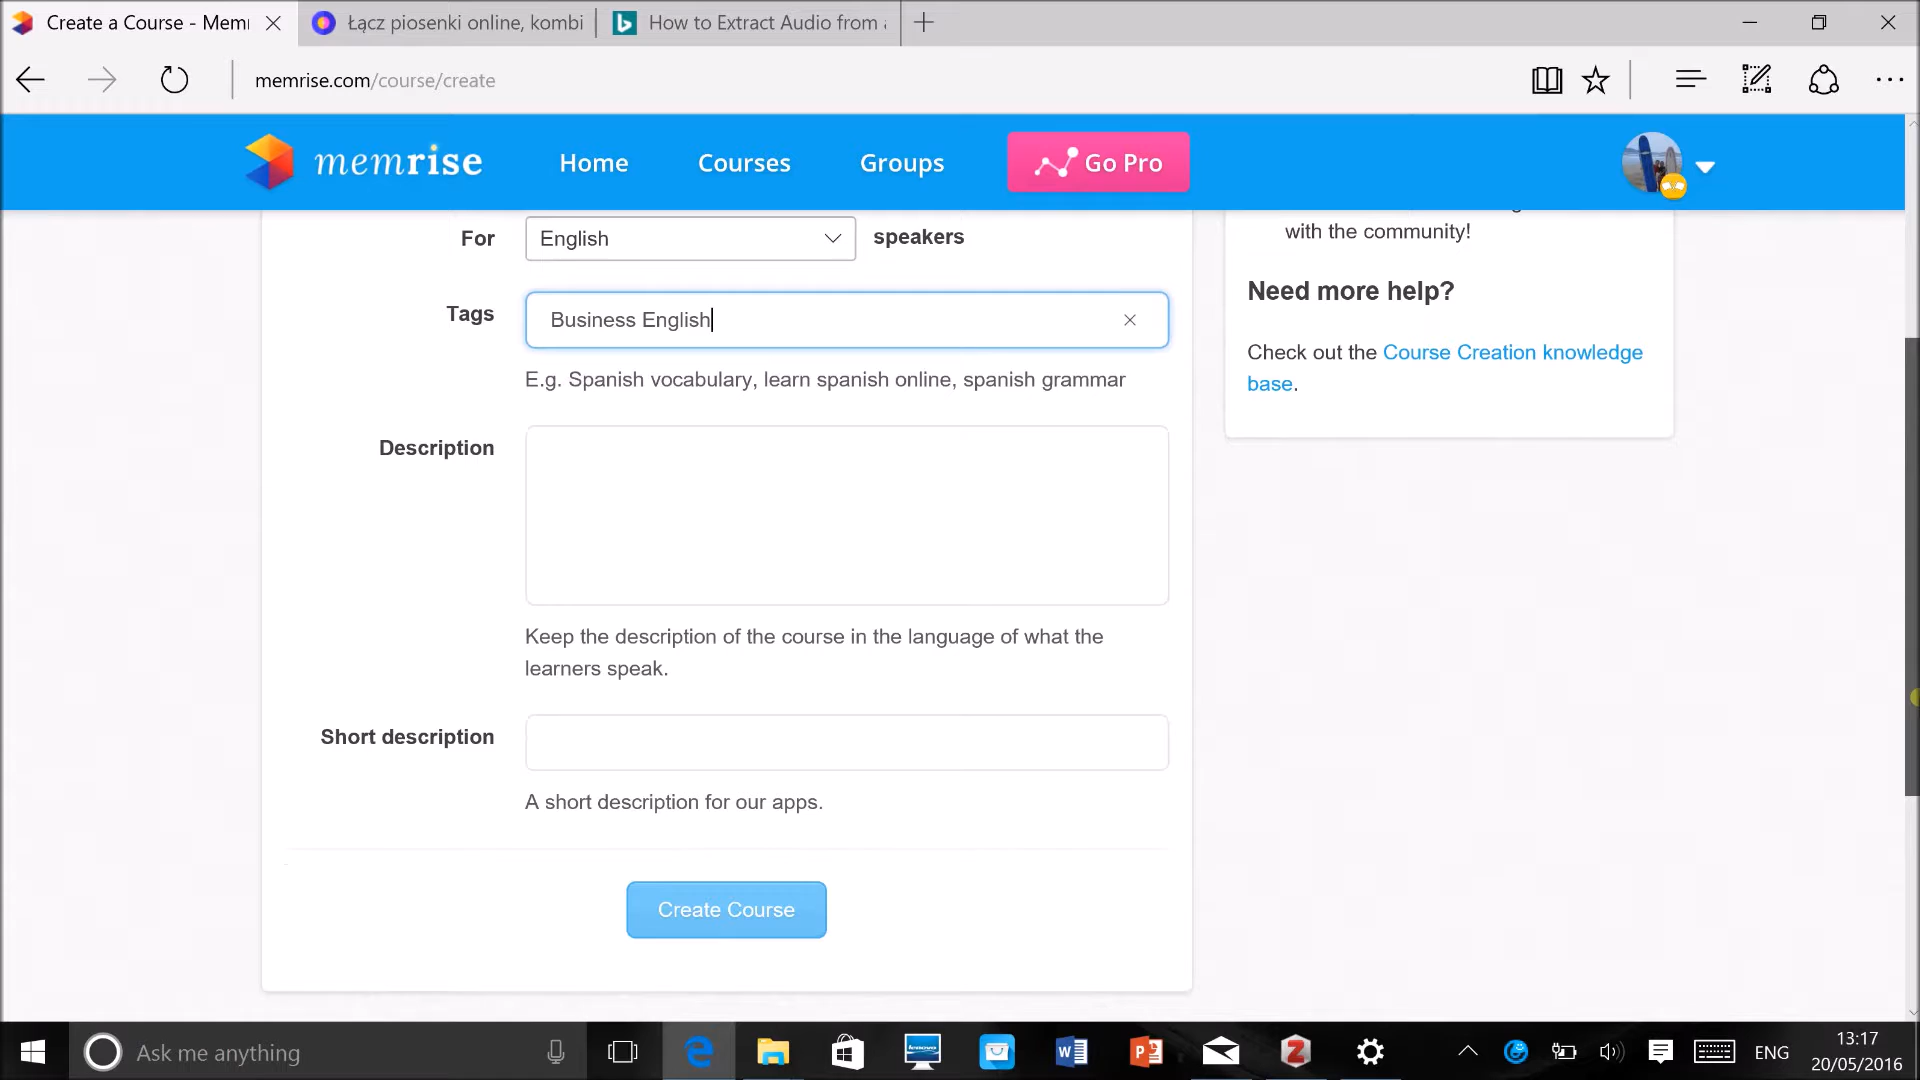 Create a Course - Memr
Łącz piosenki online, kombi
How to Extract Audio from a
memrise.com/course/create
memrise
Home
Courses
Groups
Go Pro
For
English
speakers
with the community!
Tags
Business English
Need more help?
E.g. Spanish vocabulary, learn spanish online, spanish grammar
Check out the Course Creation knowledge
base.
Description
Keep the description of the course in the language of what the
learners speak.
Short description
A short description for our apps.
Create Course
Ask me anything
ENG
13:17
20/05/2016